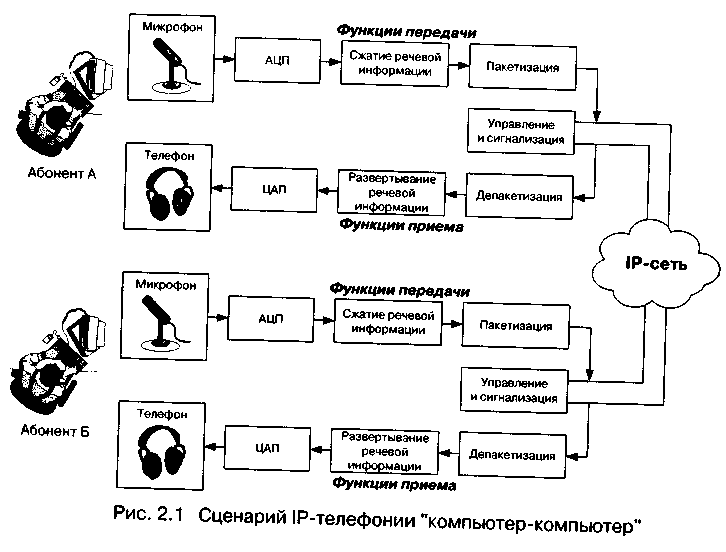 Функции передачи
Микрофон
АЦП
Сжатие речевой
информации
Пакетизация
Управление
и сигнализация
Абонент А
Телефон
ЦАП
Развертывание
речевой
информации
Депакетизация
Функции приема
IP-сеть
Функции передачи
Микрофон
АЦП
Сжатие речевой
информации
Пакетизация
Управление
и сигнализация
Абонент Б
Телефон
ЦАП
Развертывание
речевой
информации
Депакетизация
Функции приема
Рис. 2.1 Сценарий IP-телефонии "компьютер-компьютер"